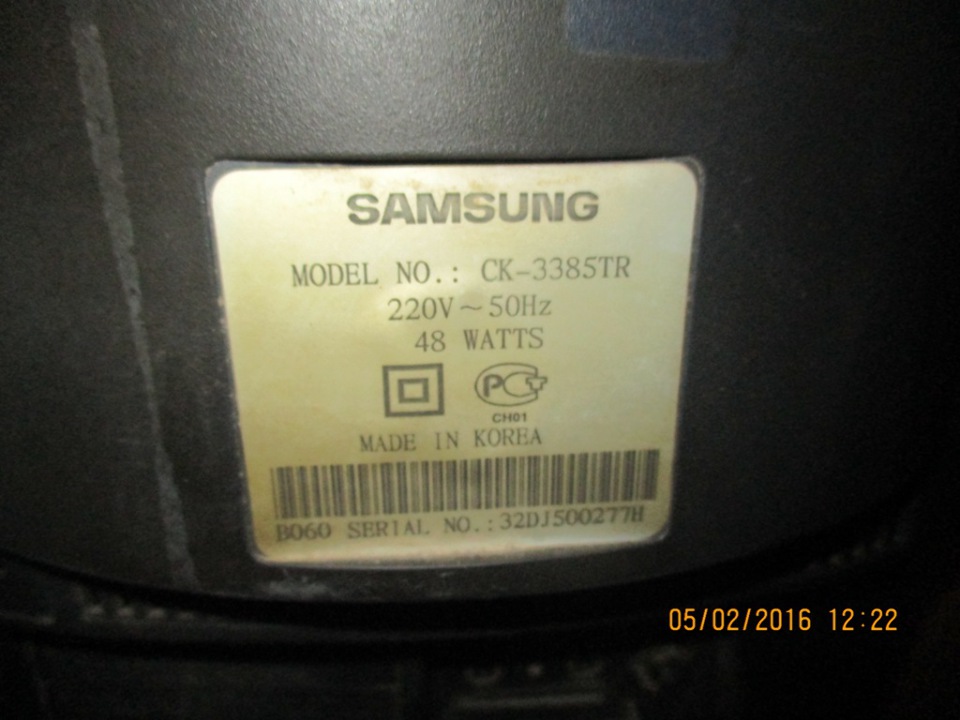 SAMSUNG
MODEL NO.: CK-3385TR
220V~50Hz
48 WATTS
PCT
CH01
MADE IN KOREA
B060 SERIAL NO.:32DJ500277H
05/02/2016 12:22